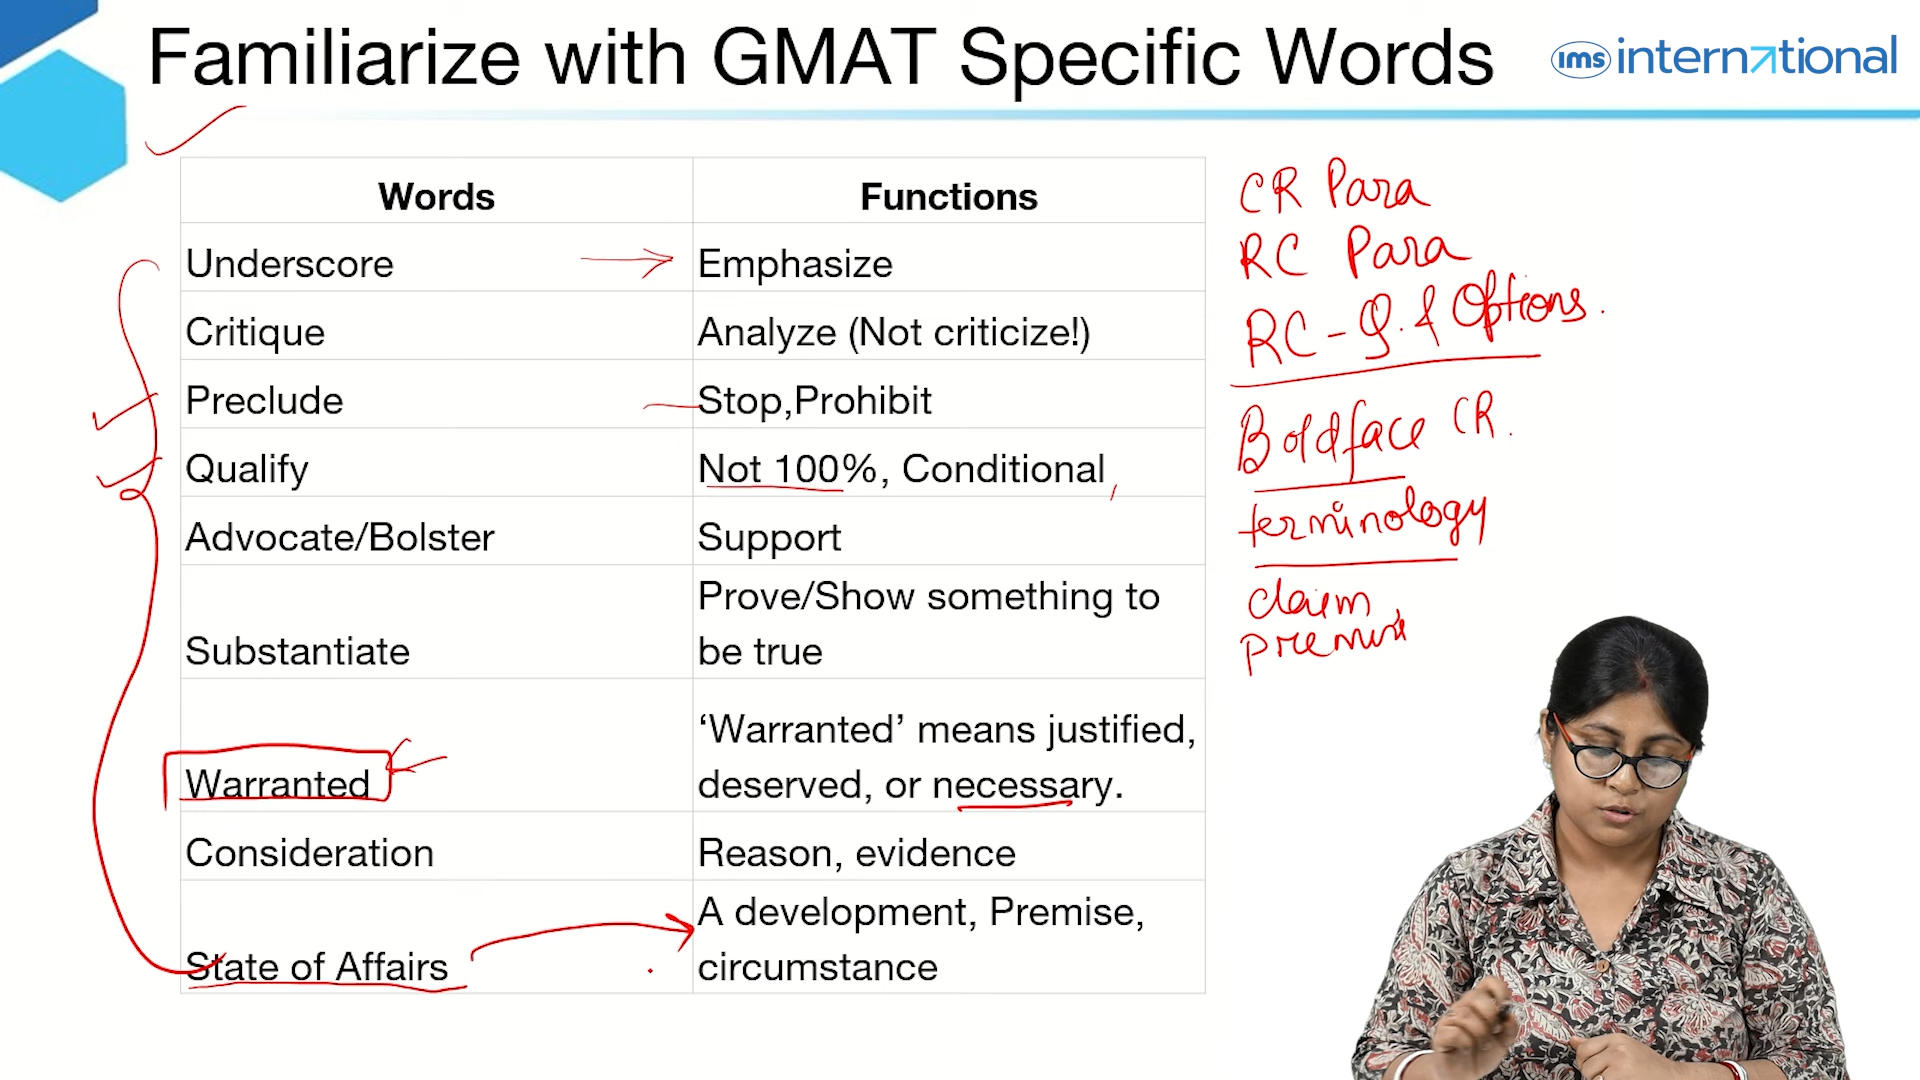 Familiarize with GMAT Specific Words
ims international
Words Functions
Underscore Emphasize
Critique Analyze (Not criticize!)
Preclude Stop,Prohibit
Qualify Not 100%, Conditional
Advocate/Bolster Support
Prove/Show something to
Substantiate be true
‘Warranted’ means justified,
Warranted deserved, or necessary.
Consideration Reason, evidence
A development, Premise,
State of Affairs circumstance
CR Para
RC Para
RC - Q. & Options.
Boldface CR.
terminology
claim,
premise